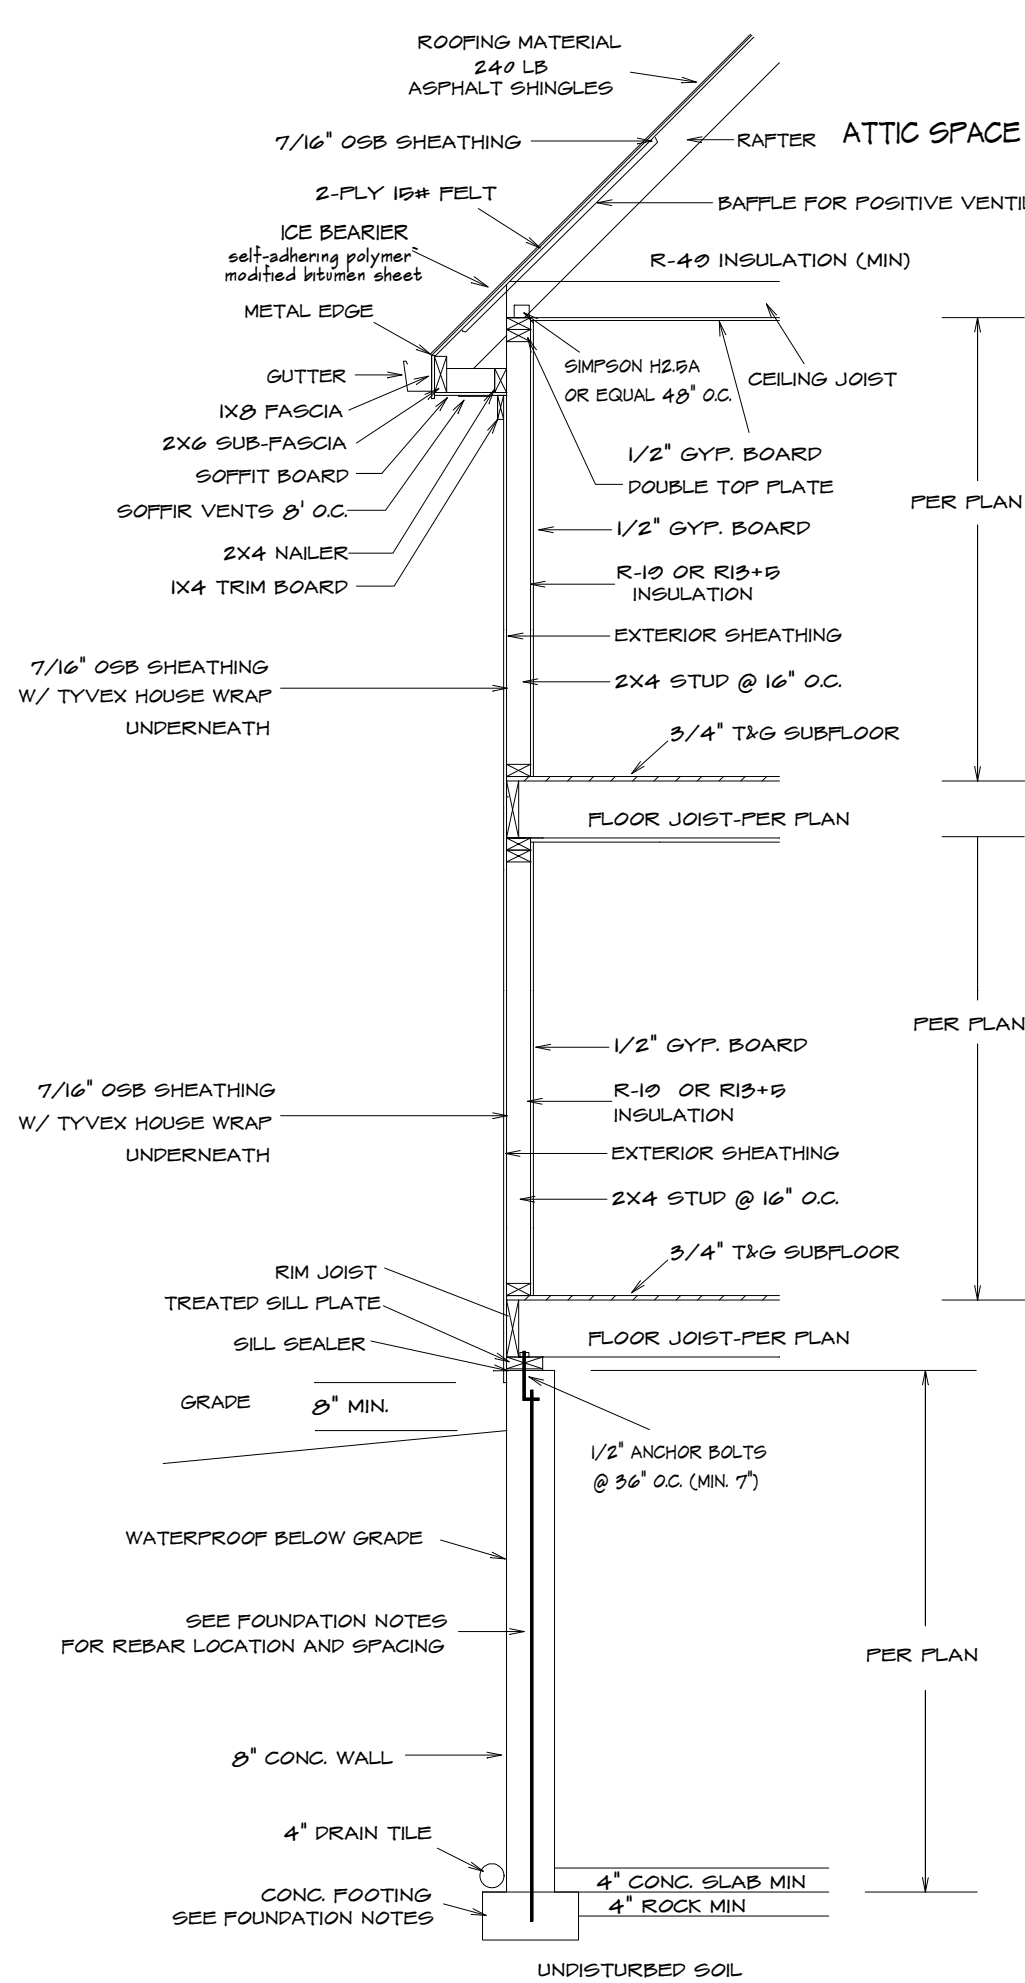 ROOFING MATERIAL
240 LB
ASPHALT SHINGLES
7/16" OSB SHEATHING
RAFTER
ATTIC SPACE
2-PLY 15# FELT
BAFFLE FOR POSITIVE
ICE BEARIER
self-adhering polymer
modified bitumen sheet
R-49 INSULATION (MIN)
METAL EDGE
SIMPSON H2.5A
OR EQUAL 48" O.C.
CEILING JOIST
GUTTER
1X8 FASCIA
2X6 SUB-FASCIA
SOFFIT BOARD
SOFFIR VENTS 8' O.C.
2X4 NAILER
1X4 TRIM BOARD
1/2" GYP. BOARD
DOUBLE TOP PLATE
1/2" GYP. BOARD
PER PLAN
R-19 OR R13+5
INSULATION
EXTERIOR SHEATHING
7/16" OSB SHEATHING
W/ TYVEX HOUSE WRAP
UNDERNEATH
2X4 STUD @ 16" O.C.
3/4" T&G SUBFLOOR
FLOOR JOIST-PER PLAN
PER PLAN
1/2" GYP. BOARD
7/16" OSB SHEATHING
W/ TYVEX HOUSE WRAP
UNDERNEATH
R-19 OR R13+5
INSULATION
EXTERIOR SHEATHING
2X4 STUD @ 16" O.C.
3/4" T&G SUBFLOOR
RIM JOIST
TREATED SILL PLATE
SILL SEALER
FLOOR JOIST-PER PLAN
GRADE
8" MIN.
1/2" ANCHOR BOLTS
@ 36" O.C. (MIN. 7")
WATERPROOF BELOW GRADE
SEE FOUNDATION NOTES
FOR REBAR LOCATION AND SPACING
PER PLAN
8" CONC. WALL
4" DRAIN TILE
CONC. FOOTING
SEE FOUNDATION NOTES
4" CONC. SLAB MIN
4" ROCK MIN
UNDISTURBED SOIL